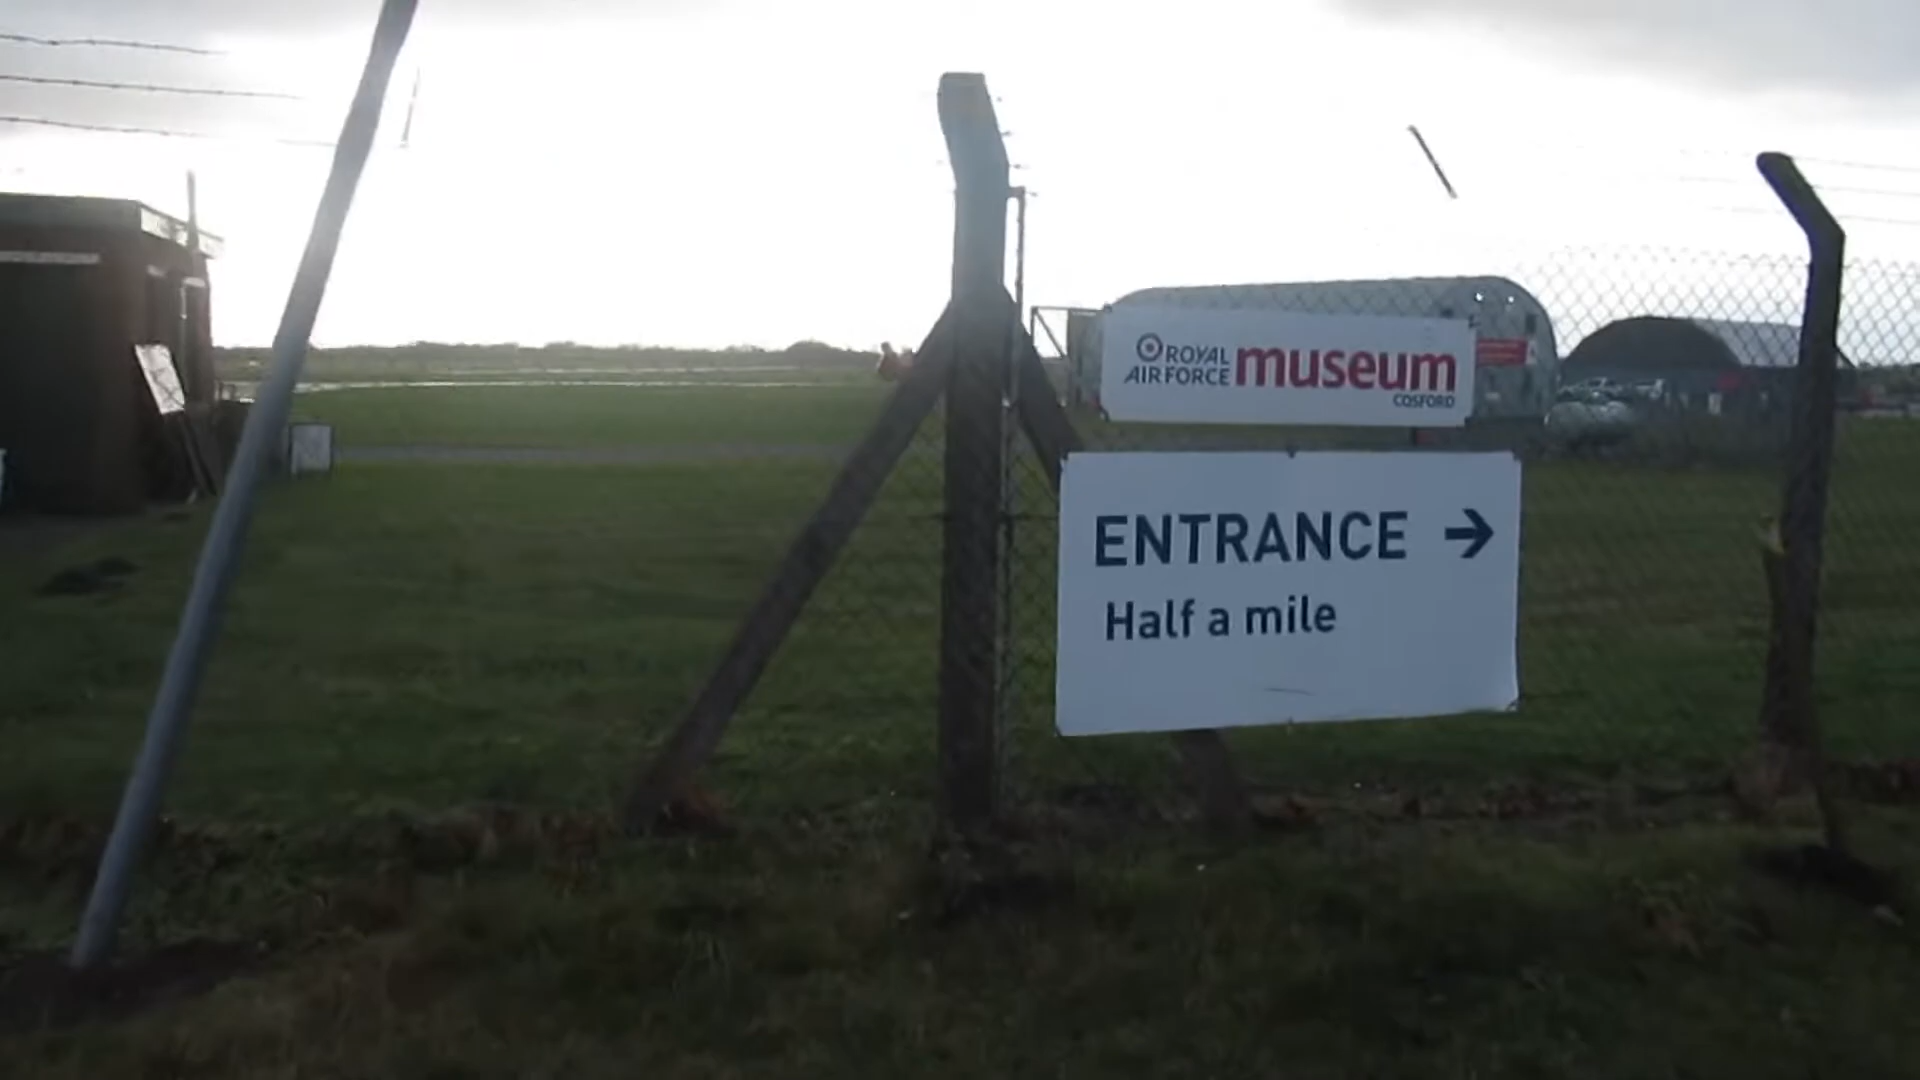 ROYAL
AIR FORCE museum
COSFORD
ENTRANCE →
Half a mile